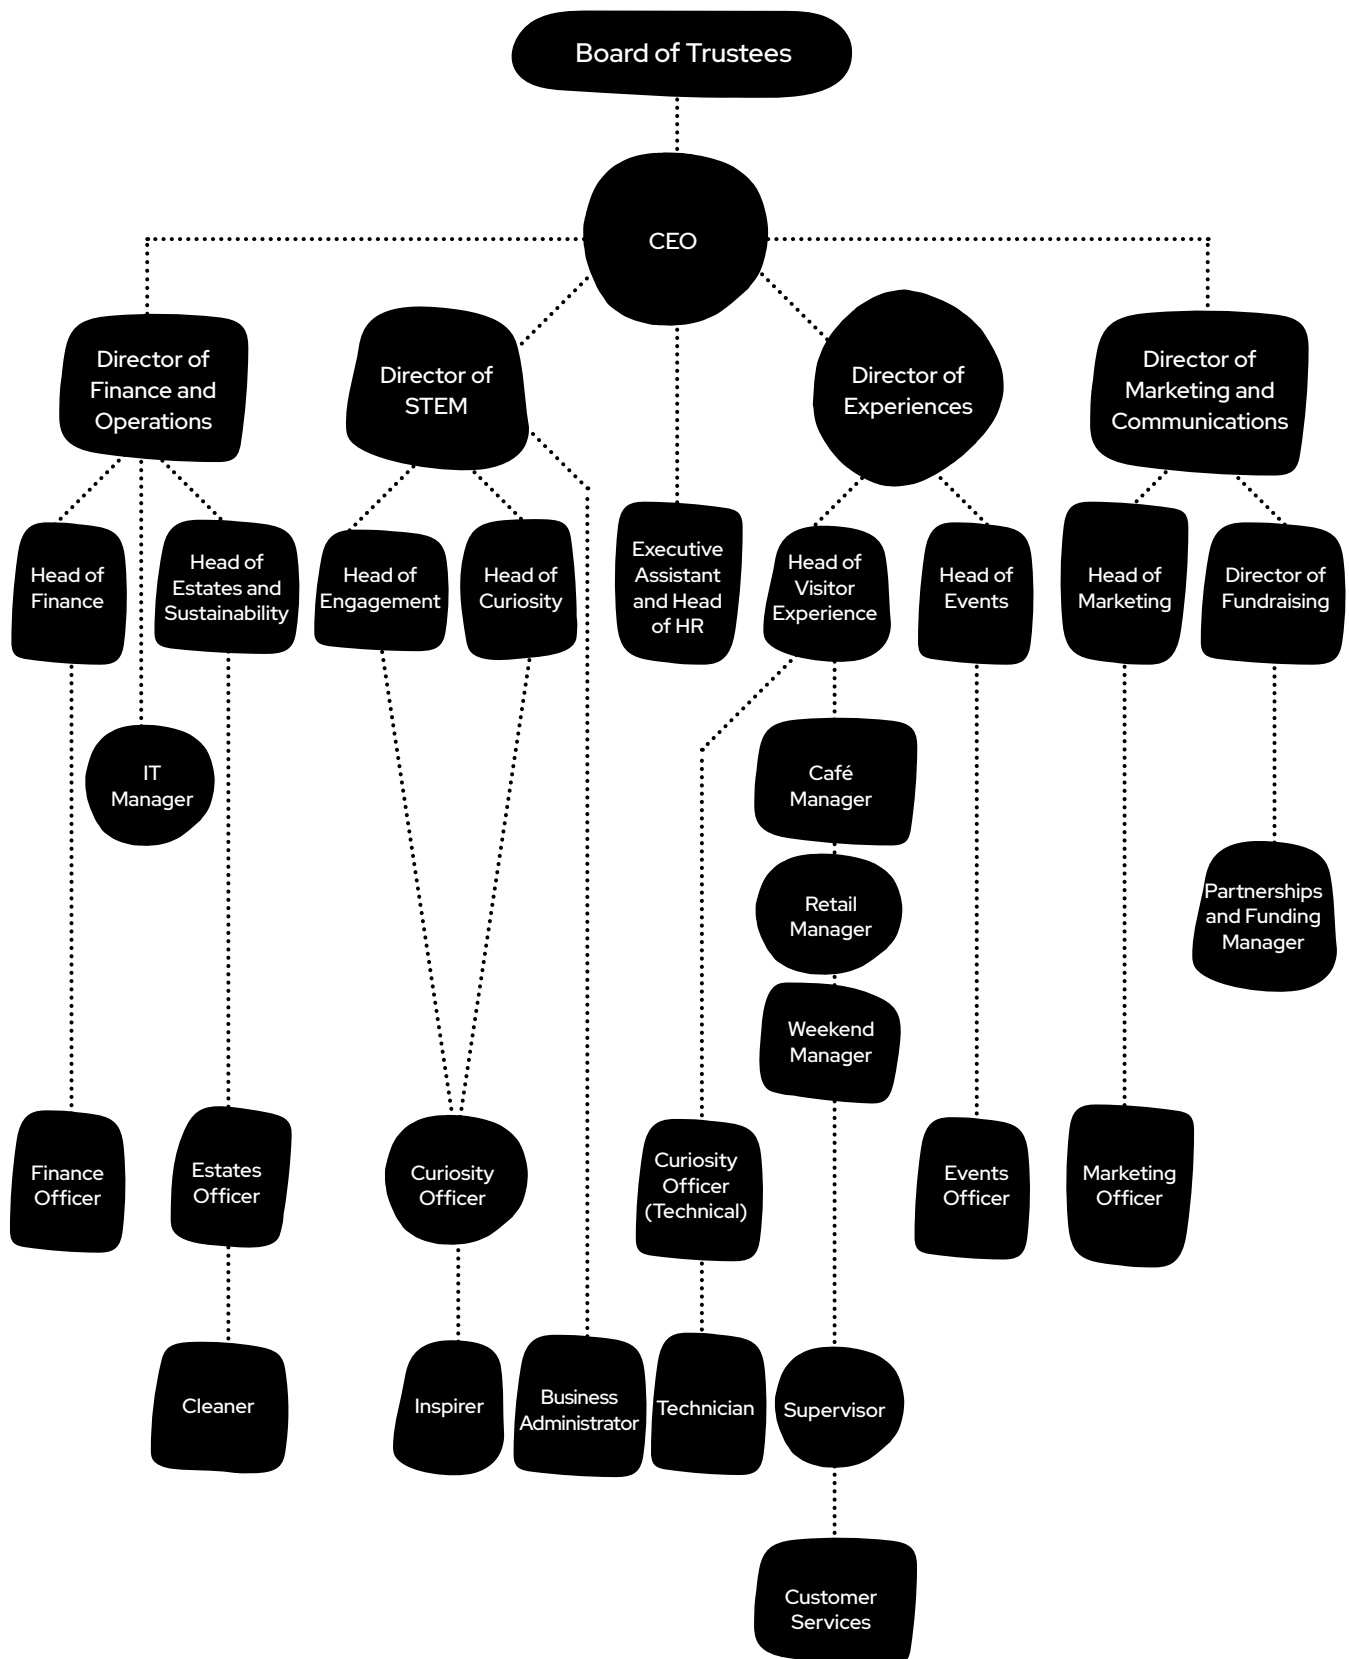 Board of Trustees
CEO
Director of
Finance and
Operations
Director of
STEM
Director of
Experiences
Director of
Marketing and
Communications
Head of
Finance
Head of
Estates and
Sustainability
Head of
Engagement
Head of
Curiosity
Executive
Assistant
and Head
of HR
Head of
Visitor
Experience
Head of
Events
Head of
Marketing
Director of
Fundraising
IT
Manager
Café
Manager
Retail
Manager
Partnerships
and Funding
Manager
Weekend
Manager
Finance
Officer
Estates
Officer
Curiosity
Officer
Curiosity
Officer
(Technical)
Events
Officer
Marketing
Officer
Cleaner
Inspirer
Business
Administrator
Technician
Supervisor
Customer
Services